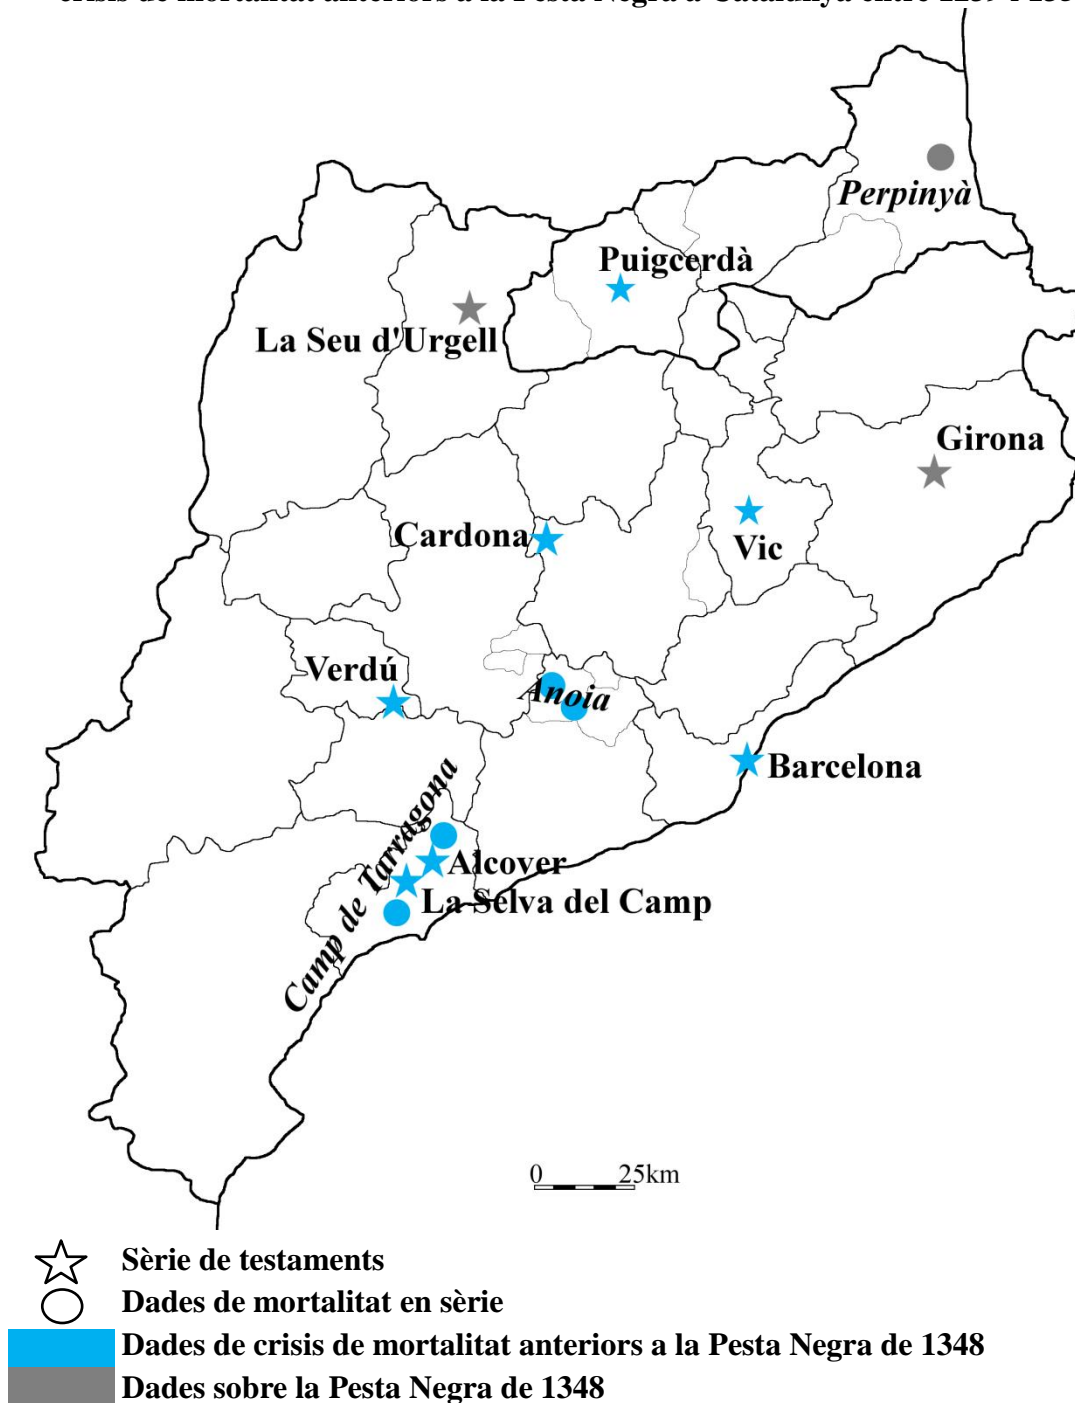 Perpinyà
Puigcerdà
La Seu d'Urgell
Girona
Cardona
Vic
Verdú
Anoia
Barcelona
Camp de Tarragona
Alcover
La Selva del Camp
0 25km
Sèrie de testaments
Dades de mortalitat en sèrie
Dades de crisis de mortalitat anteriors a la Pesta Negra de 1348
Dades sobre la Pesta Negra de 1348